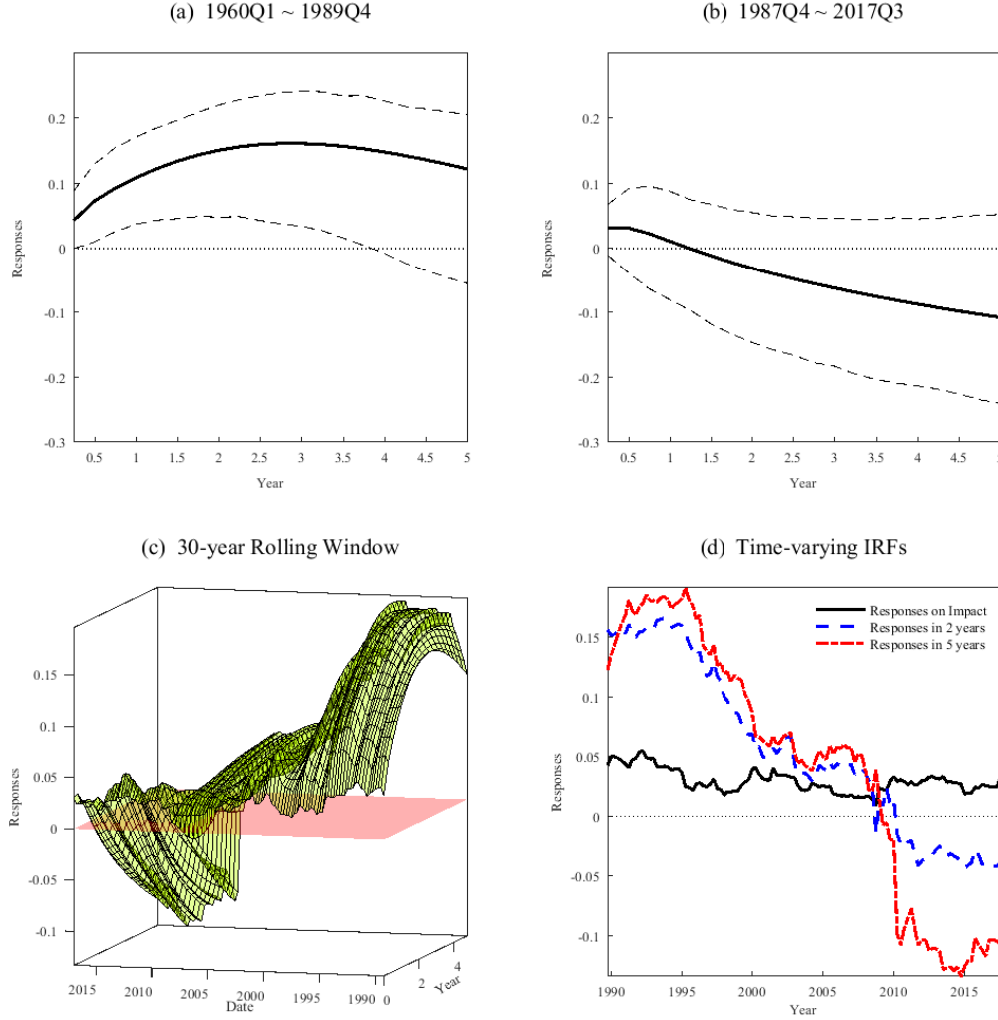 (a) 1960Q1 ~ 1989Q4
(b) 1987Q4 ~ 2017Q3
0.2
0.1
0
-0.1
-0.2
-0.3
Responses
0.5 1 1.5 2 2.5 3 3.5 4 4.5 5
Year
0.2
0.1
0
-0.1
-0.2
-0.3
Responses
0.5 1 1.5 2 2.5 3 3.5 4 4.5
Year
(c) 30-year Rolling Window
(d) Time-varying IRFs
0.15
0.1
0.05
0
-0.05
-0.1
Responses
2015 2010 2005 2000 1995 1990
Date
0 2 4
Year
Responses on Impact
Responses in 2 years
Responses in 5 years
0.15
0.1
0.05
0
-0.05
-0.1
Responses
1990 1995 2000 2005 2010 2015
Year